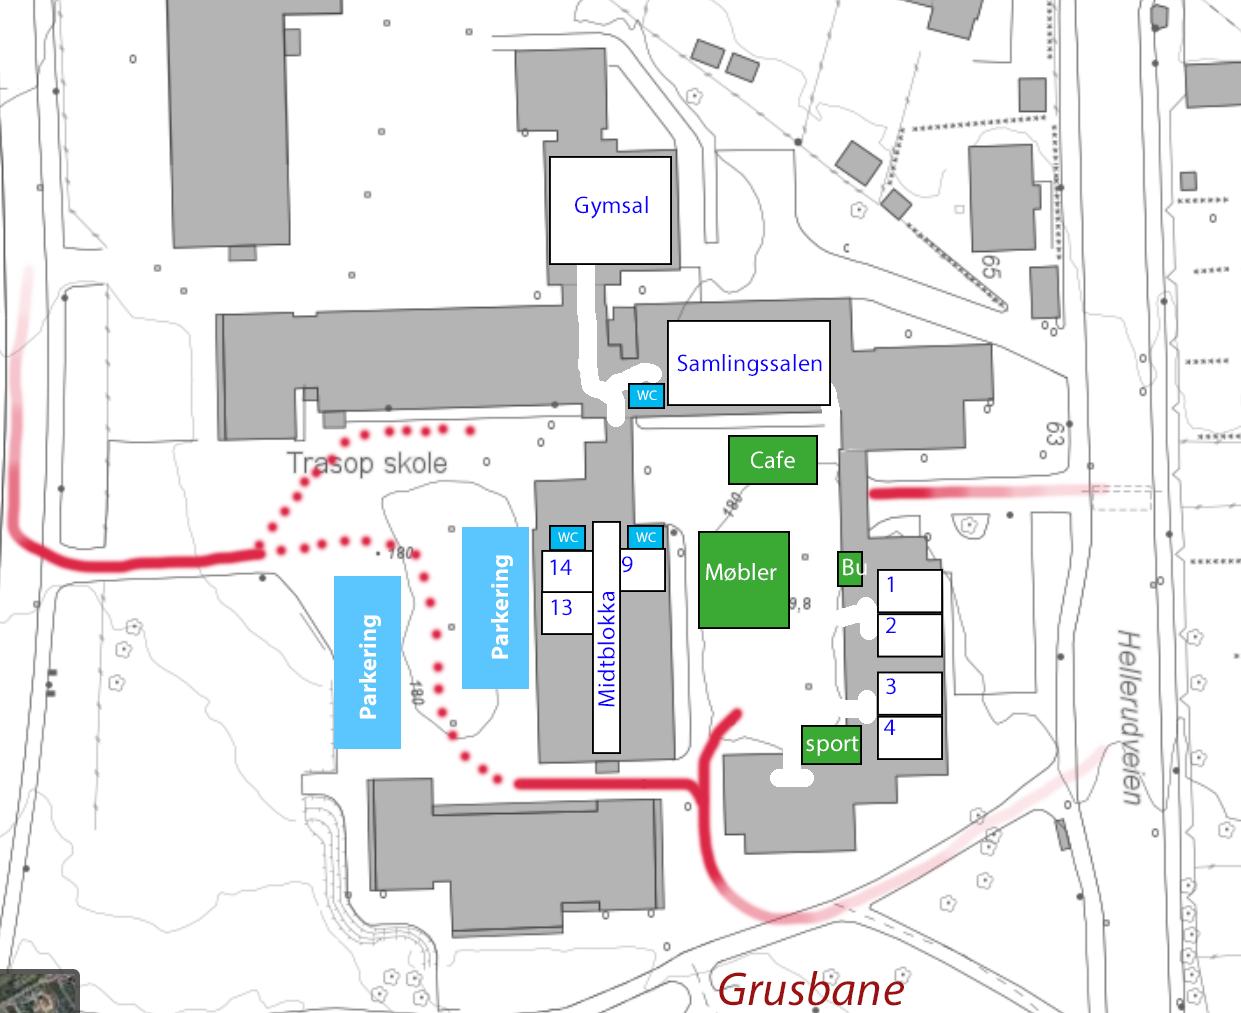 Gymsal
65
Samlingssalen
WC
63
Trasop skole
Cafe
180
WC
WC
180
14
9
Møbler
Bu
1
13
9,8
2
Parkering
Parkering
Midtblokka
180
3
4
sport
Hellerudveien
Grusbane